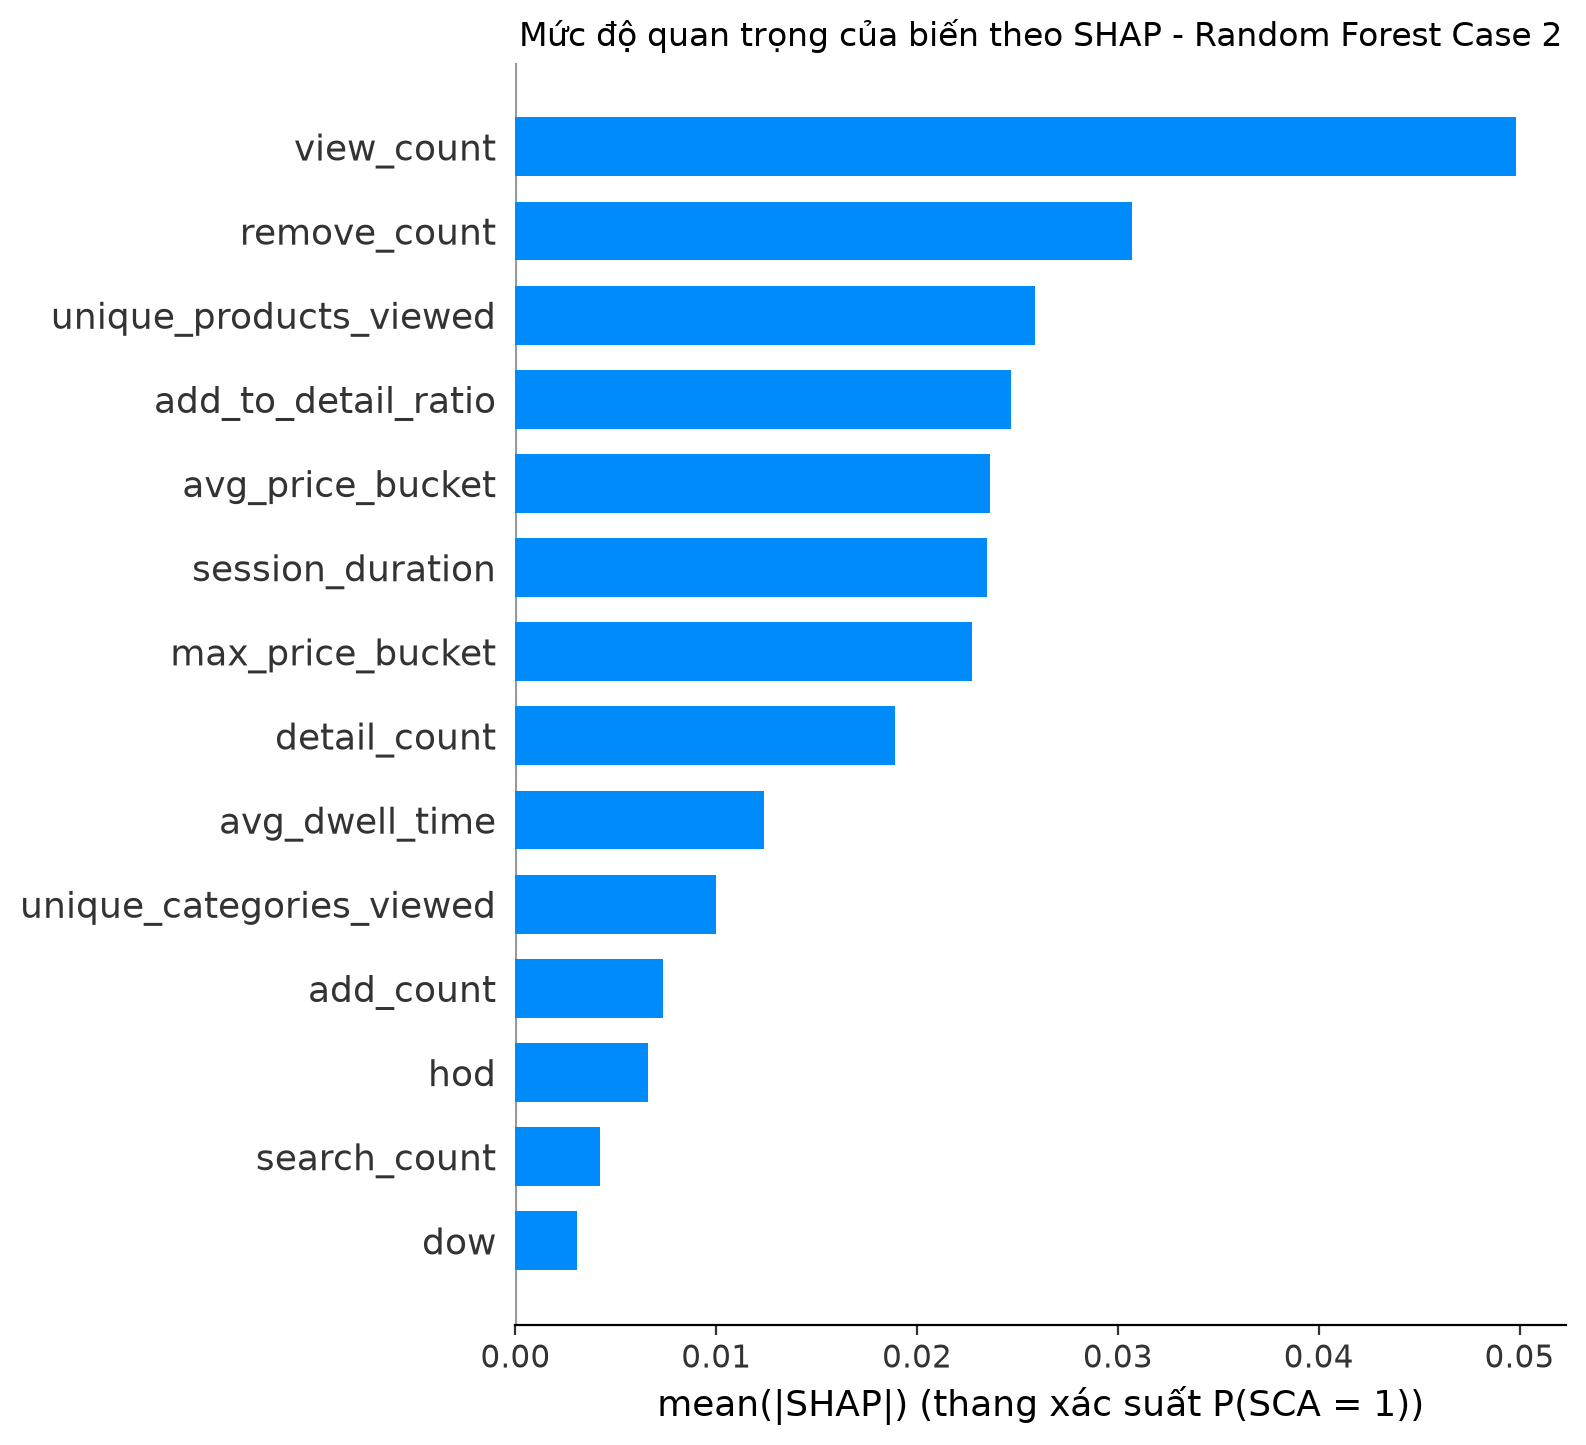 Mức độ quan trọng của biến theo SHAP - Random Forest Case 2
view_count
remove_count
unique_products_viewed
add_to_detail_ratio
avg_price_bucket
session_duration
max_price_bucket
detail_count
avg_dwell_time
unique_categories_viewed
add_count
hod
search_count
dow
0.00 0.01 0.02 0.03 0.04 0.05
mean(|SHAP|) (thang xác suất P(SCA = 1))